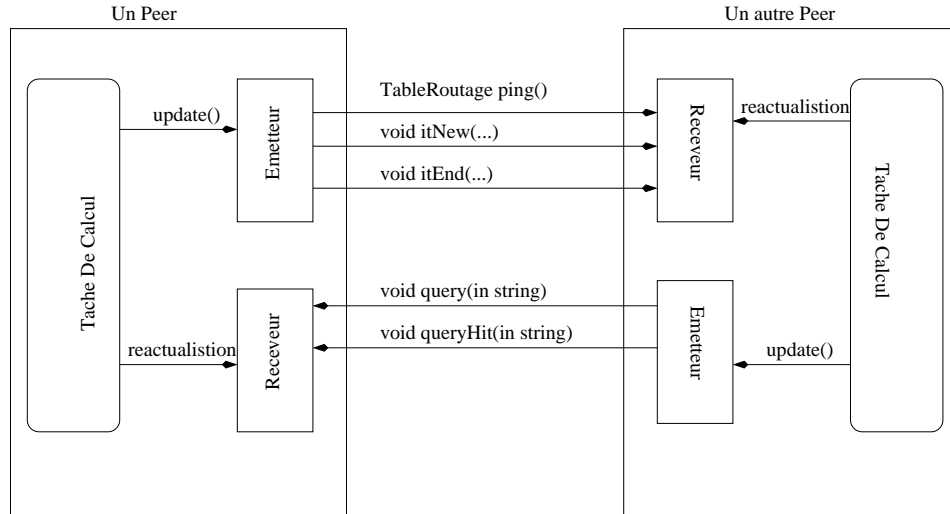 Un Peer
Un autre Peer
Tache De Calcul
update()
Emetteur
TableRoutage ping()
void itNew(...)
void itEnd(...)
Receveur
reactualistion
Tache De Calcul
reactualistion
Receveur
void query(in string)
void queryHit(in string)
Emetteur
update()